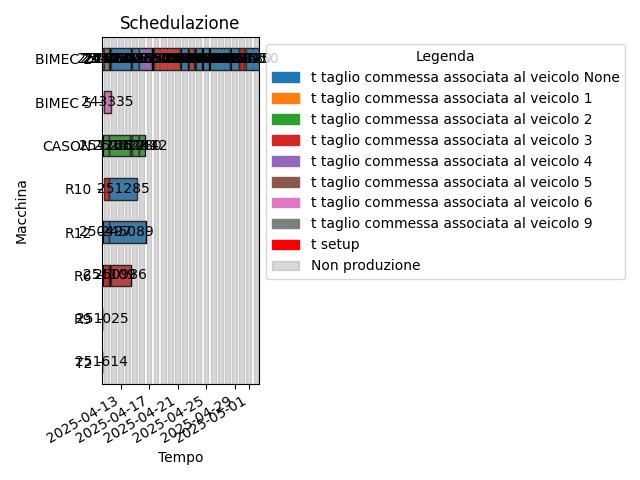 Schedulazione
Macchina
BIMEC
BIMEC 5
243335
CASON
R10
251285
R12
245089
R6
R9
251025
T2
251614
2025-04-13
2025-04-17
2025-04-21
2025-04-25
2025-04-29
2025-05-01
Tempo
Legenda
t taglio commessa associata al veicolo None
t taglio commessa associata al veicolo 1
t taglio commessa associata al veicolo 2
t taglio commessa associata al veicolo 3
t taglio commessa associata al veicolo 4
t taglio commessa associata al veicolo 5
t taglio commessa associata al veicolo 6
t taglio commessa associata al veicolo 9
t setup
Non produzione